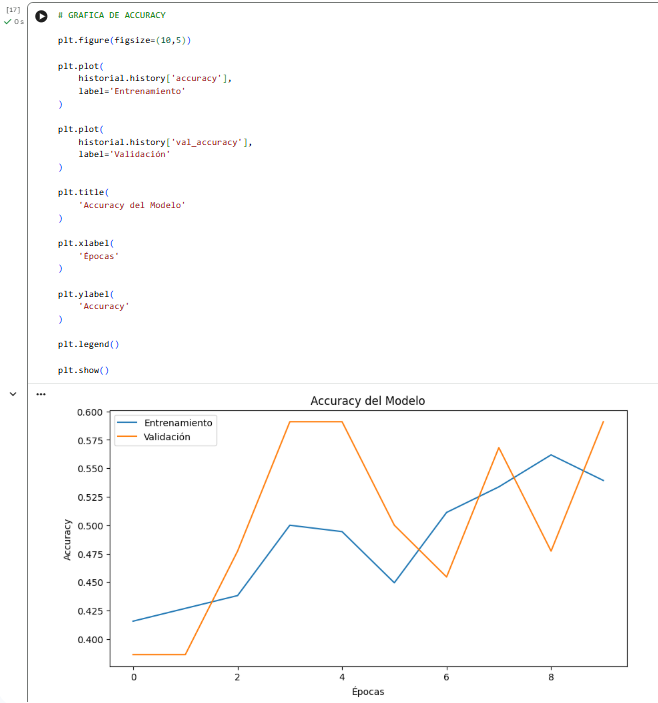 [17]
✓ 0 s
# GRAFICA DE ACCURACY
plt.figure(figsize=(10,5))
plt.plot(
historial.history['accuracy'],
label='Entrenamiento'
)
plt.plot(
historial.history['val_accuracy'],
label='Validación'
)
plt.title(
'Accuracy del Modelo'
)
plt.xlabel(
'Épocas'
)
plt.ylabel(
'Accuracy'
)
plt.legend()
plt.show()
Accuracy del Modelo
Entrenamiento
Validación
0.600
0.575
0.550
0.525
0.500
0.475
0.450
0.425
0.400
Accuracy
0 2 4 6 8
Épocas